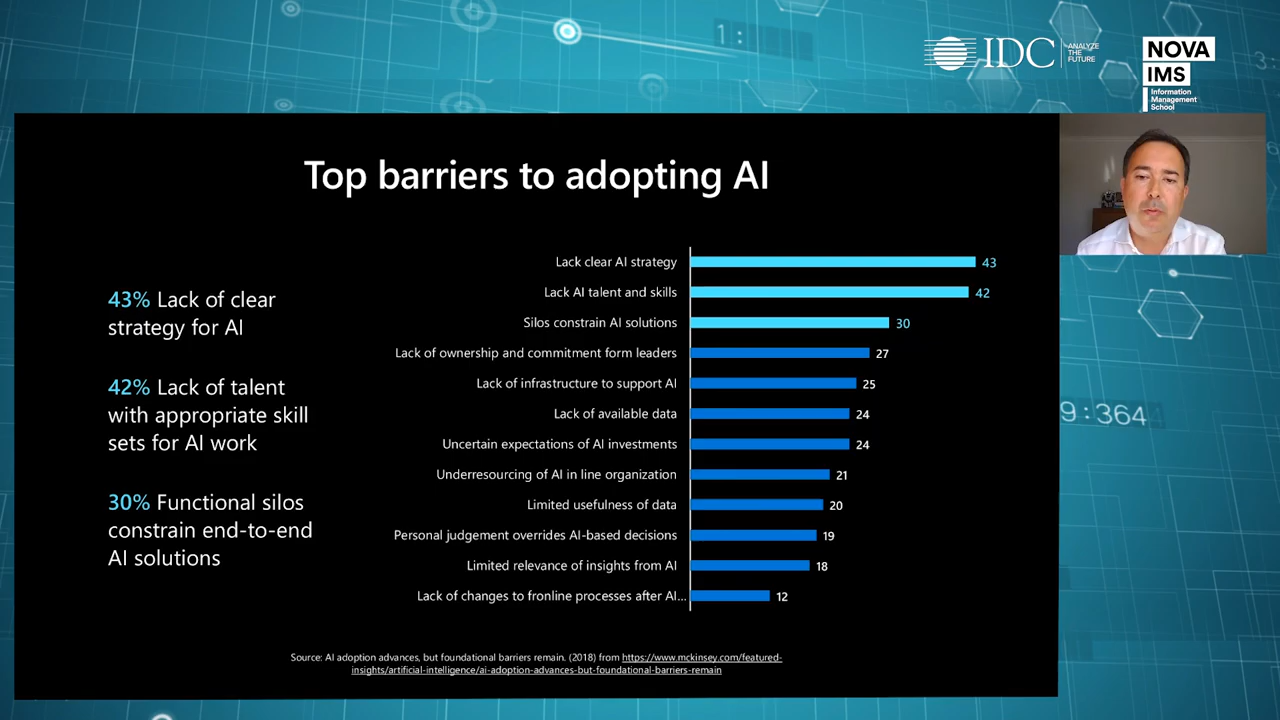 1:
IDC
ANALYZE
THE
FUTURE
NOVA
IMS
Information
Management
School
Top barriers to adopting AI
43% Lack of clear
strategy for AI
42% Lack of talent
with appropriate skill
sets for AI work
30% Functional silos
constrain end-to-end
AI solutions
Lack clear AI strategy 43
Lack AI talent and skills 42
Silos constrain AI solutions 30
Lack of ownership and commitment form leaders 27
Lack of infrastructure to support AI 25
Lack of available data 24
Uncertain expectations of AI investments 24
Underresourcing of AI in line organization 21
Limited usefulness of data 20
Personal judgement overrides AI-based decisions 19
Limited relevance of insights from AI 18
Lack of changes to fronline processes after AI... 12
9:364
Source: AI adoption advances, but foundational barriers remain. (2018) from https://www.mckinsey.com/featured-
insights/artificial-intelligence/ai-adoption-advances-but-foundational-barriers-remain